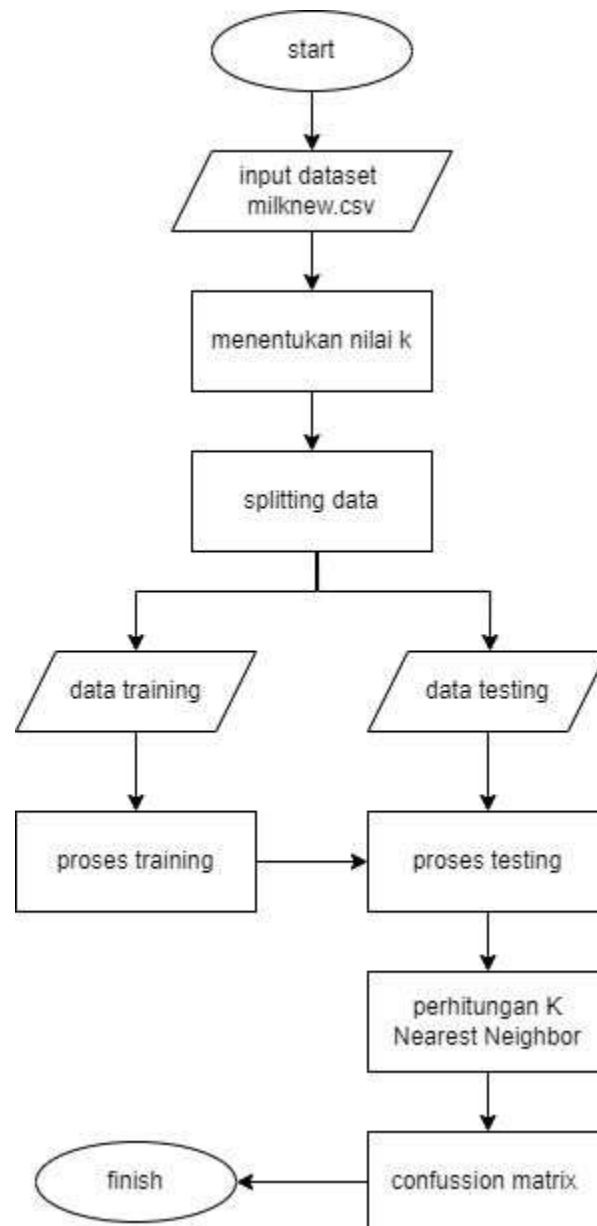 start
input dataset
milknew.csv
menentukan nilai k
splitting data
data training
data testing
proses training
proses testing
perhitungan K
Nearest Neighbor
confussion matrix
finish